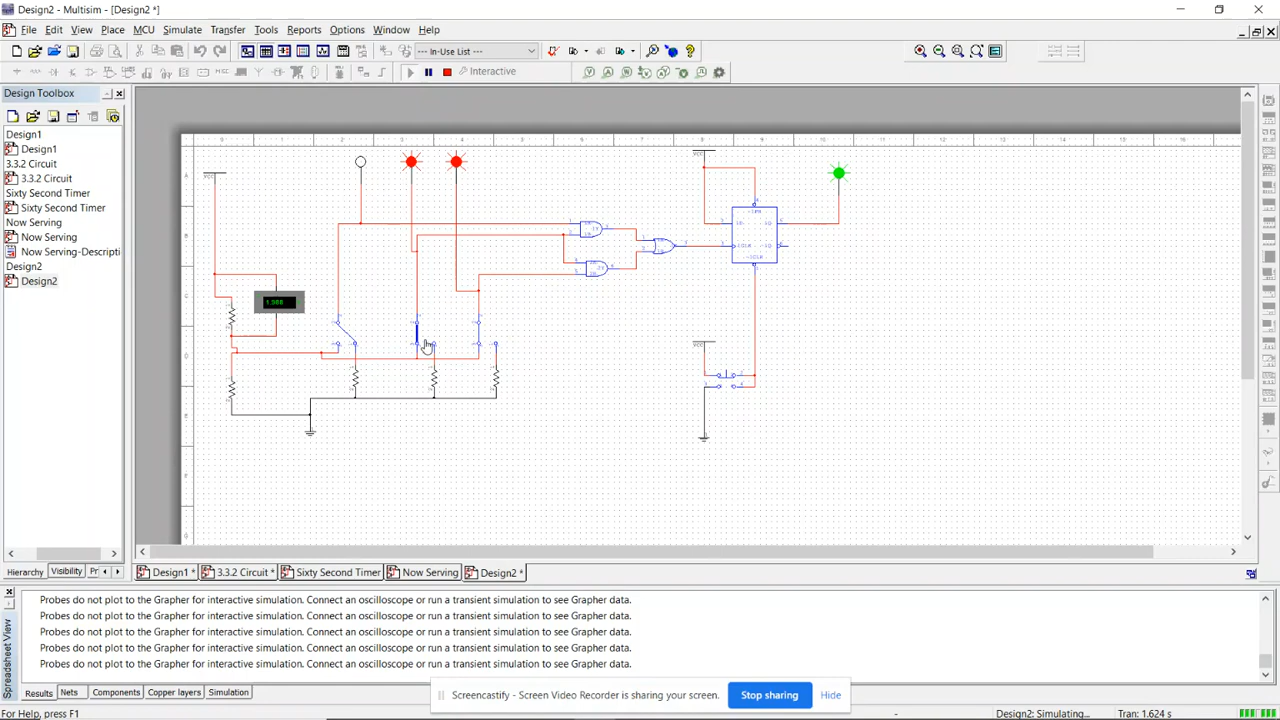 Design2 - Multisim - [Design2 *]
File Edit View Place MCU Simulate Transfer Tools Reports Options Window Help
--- In-Use List ---
Interactive
Design Toolbox
Design1
Design1
3.3.2 Circuit
3.3.2 Circuit
Sixty Second Timer
Sixty Second Timer
Now Serving
Now Serving
Now Serving-Descripti
Design2
Design2
Hierarchy Visibility Pr
VCC
VCC
VCC
Design1 * 3.3.2 Circuit * Sixty Second Timer Now Serving Design2 *
Spreadsheet View
Probes do not plot to the Grapher for interactive simulation. Connect an oscilloscope or run a transient simulation to see Grapher data.
Probes do not plot to the Grapher for interactive simulation. Connect an oscilloscope or run a transient simulation to see Grapher data.
Probes do not plot to the Grapher for interactive simulation. Connect an oscilloscope or run a transient simulation to see Grapher data.
Probes do not plot to the Grapher for interactive simulation. Connect an oscilloscope or run a transient simulation to see Grapher data.
Probes do not plot to the Grapher for interactive simulation. Connect an oscilloscope or run a transient simulation to see Grapher data.
Results Nets Components Copper layers Simulation
Screencastify - Screen Video Recorder is sharing your screen. Stop sharing Hide
For Help, press F1
- Design2: Simulating... Tran: 1.624 s